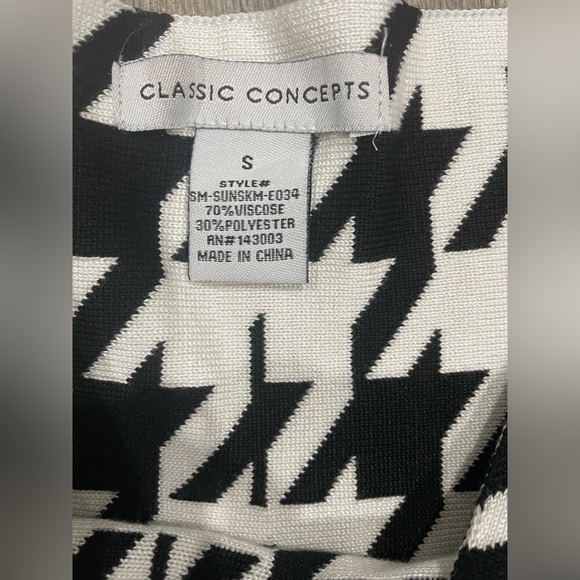 CLASSIC CONCEPTS
S
STYLE#
SM-SUNSKM-E034
70%VISCOSE
30%POLYESTER
RN#143003
MADE IN CHINA